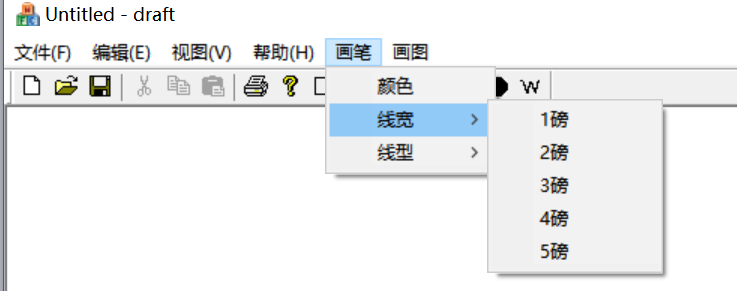 Untitled - draft
文件(F) 编辑(E) 视图(V) 帮助(H) 画笔 画图
颜色
W
线宽
1磅
线型
2磅
3磅
4磅
5磅